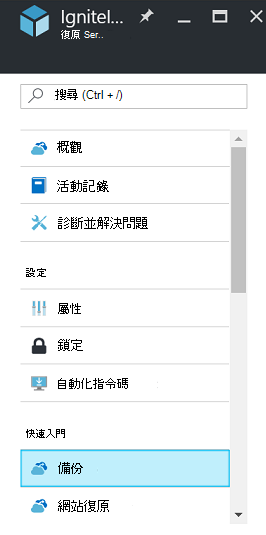 Ignitel...
復原 Ser..
搜尋 (Ctrl + /)
概觀
活動記錄
診斷並解決問題
設定
屬性
鎖定
自動化指令碼
快速入門
備份
網站復原